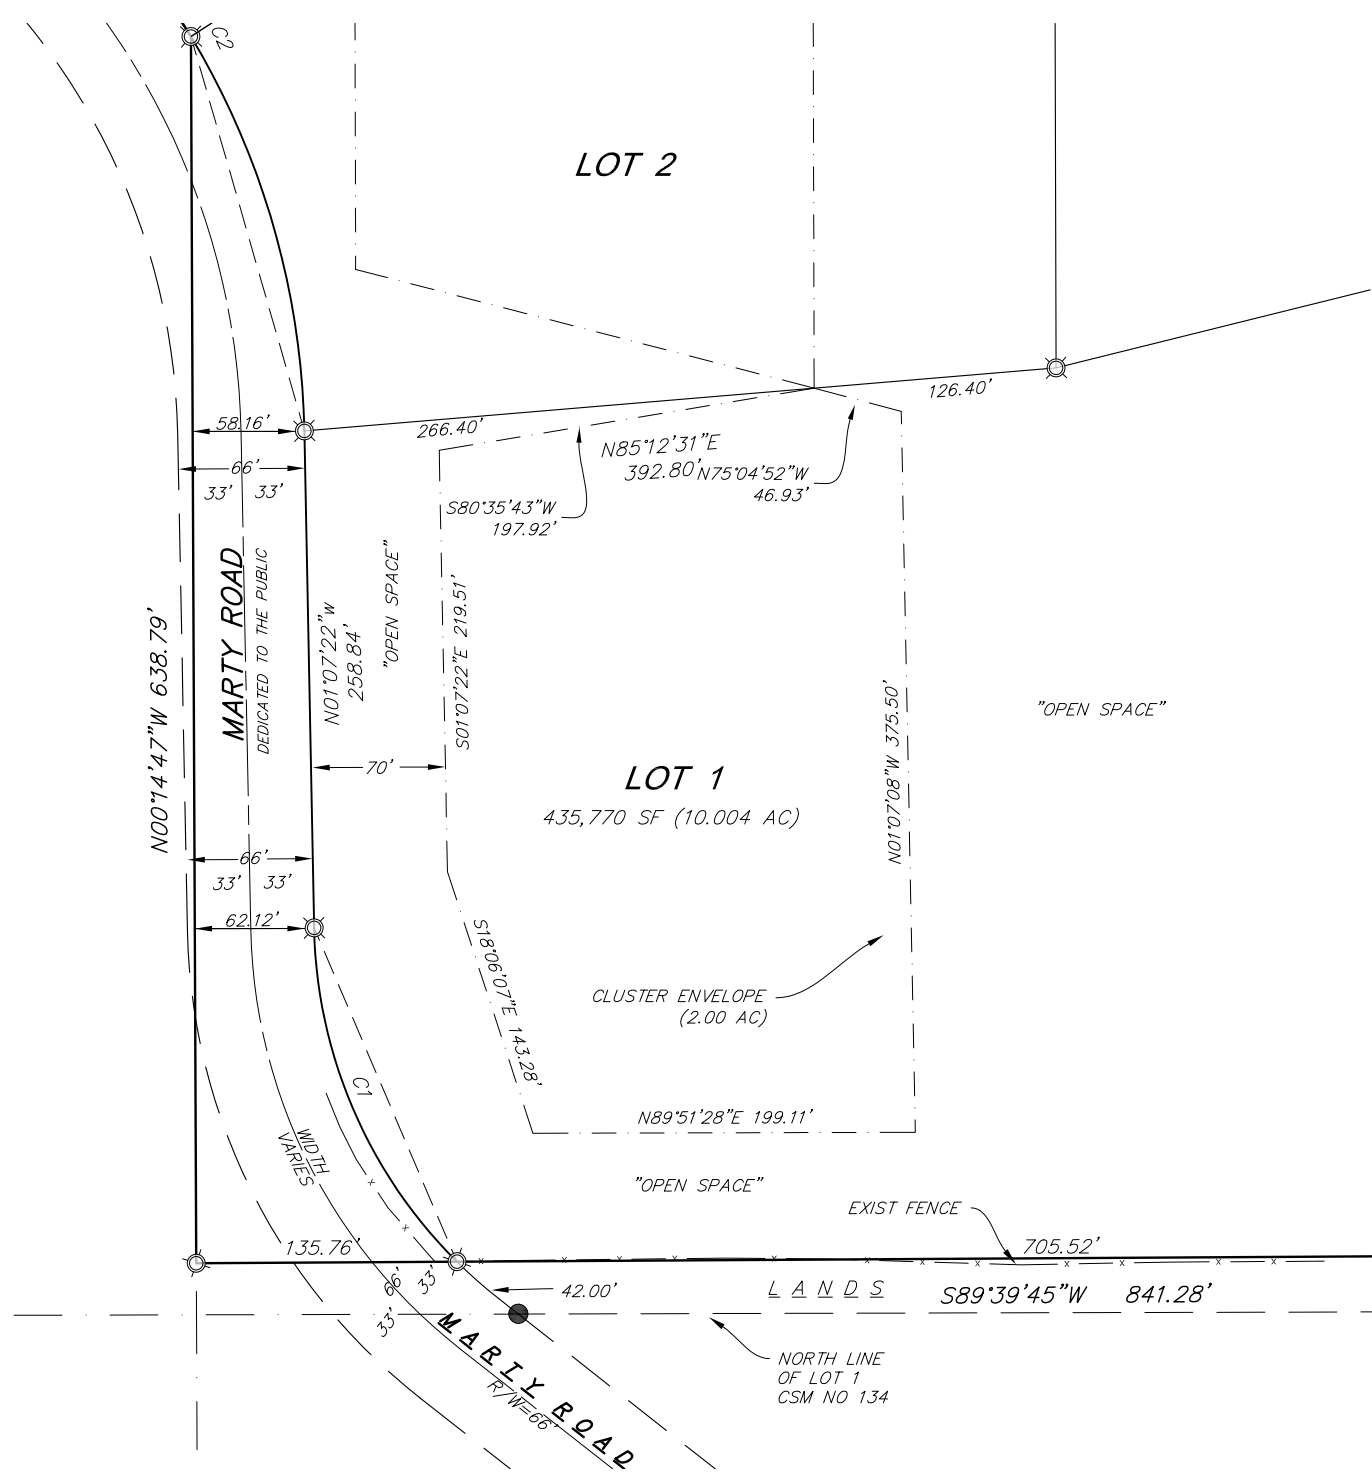 C2
LOT 2
126.40'
58.16'
266.40'
N85°12'31"E
392.80'
N75°04'52"W
46.93'
66'
33' 33'
S80°35'43"W
197.92'
MARTY ROAD
DEDICATED TO THE PUBLIC
"OPEN SPACE"
N00°14'47"W 638.79'
N01°07'22"W
258.84'
S01°07'22"E 219.51'
N01°07'08"W 375.50'
"OPEN SPACE"
70'
LOT 1
435,770 SF (10.004 AC)
66'
33' 33'
62.12'
S18°06'07"E 143.28'
CLUSTER ENVELOPE
(2.00 AC)
C1
N89°51'28"E 199.11'
WIDTH
VARIES
"OPEN SPACE"
EXIST FENCE
135.76'
705.52'
66'
33'
33'
42.00'
LANDS
S89°39'45"W 841.28'
MARTY ROAD
R/W=66'
NORTH LINE
OF LOT 1
CSM NO 134